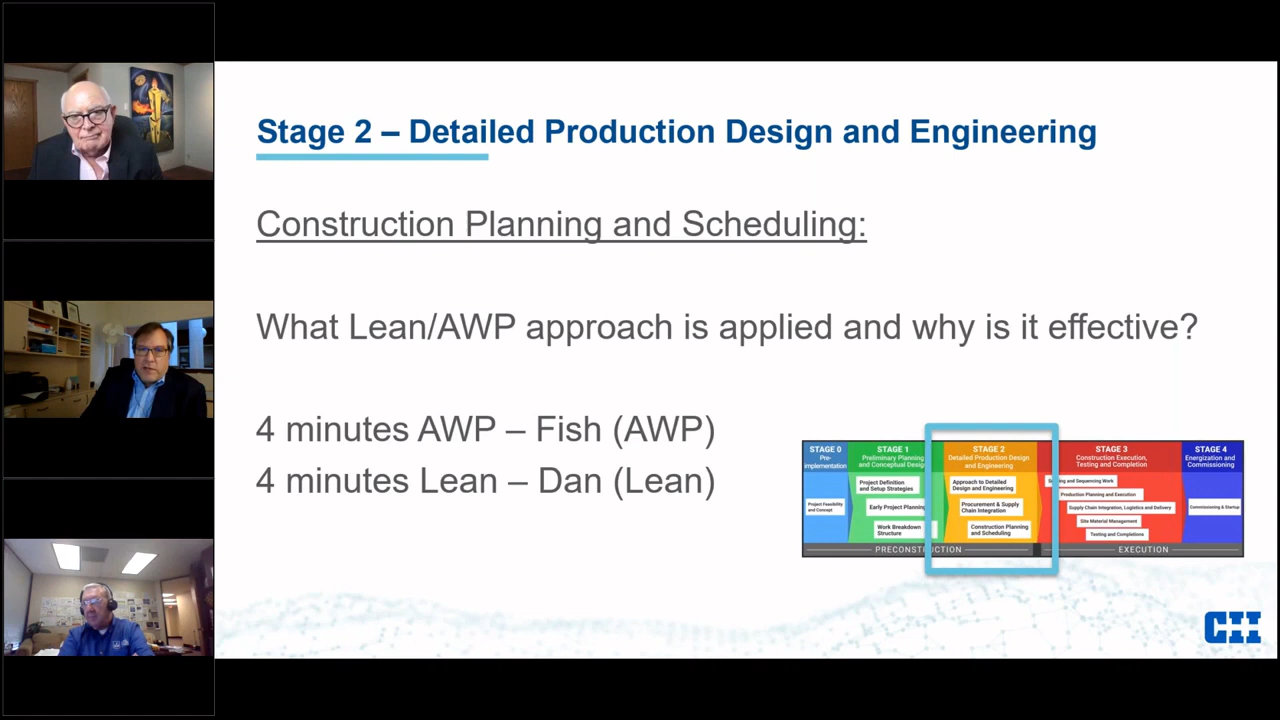 Stage 2 – Detailed Production Design and Engineering
Construction Planning and Scheduling:
What Lean/AWP approach is applied and why is it effective?
4 minutes AWP – Fish (AWP)
4 minutes Lean – Dan (Lean)
STAGE 0
Pre-
implementation
Project Feasibility
and Concept
STAGE 1
Preliminary Planning
and Conceptual Design
Project Definition
and Setup Strategies
Early Project Planning
Work Breakdown
Structure
STAGE 2
Detailed Production Design
and Engineering
Approach to Detailed
Design and Engineering
Procurement & Supply
Chain Integration
Construction Planning
and Scheduling
STAGE 3
Construction Execution,
Testing and Completion
and Sequencing Work
Production Planning and Execution
Supply Chain Integration, Logistics and Delivery
Site Material Management
Testing and Completions
STAGE 4
Energization and
Commissioning
Commissioning & Startup
PRECONSTRUCTION
EXECUTION
CII